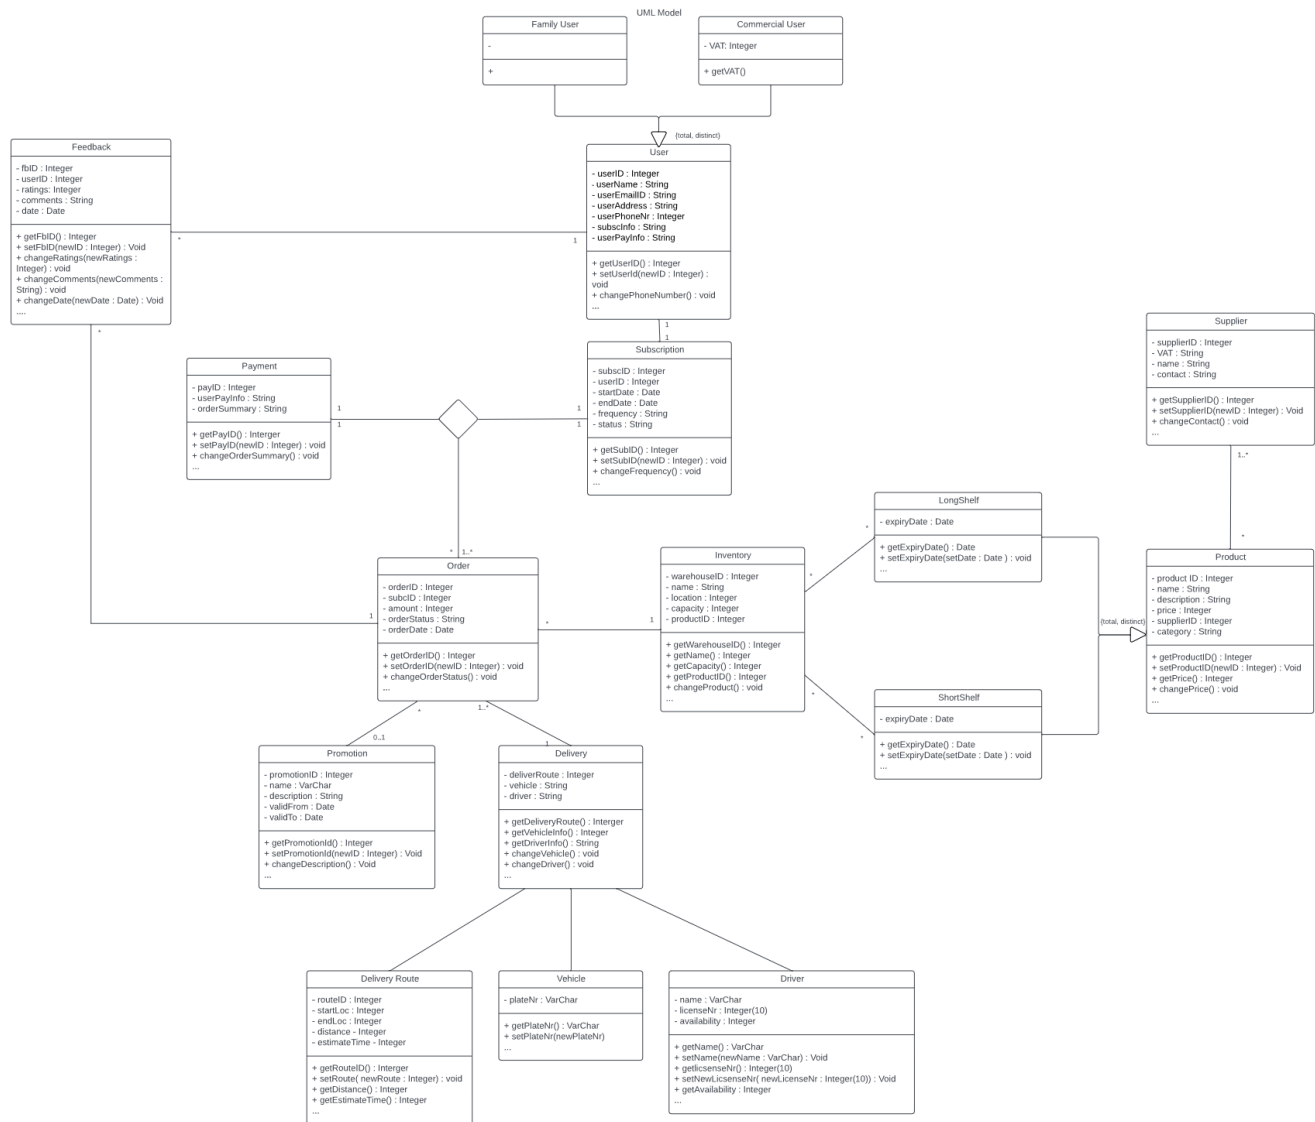 UML Model
Family User
-
+
Commercial User
- VAT: Integer
+ getVAT()
{total, distinct}
Feedback
- fbID : Integer
- userID : Integer
- ratings: Integer
- comments : String
- date : Date
+ getFbID() : Integer
+ setFbID(newID : Integer) : Void
+ changeRatings(newRatings :
Integer) : void
+ changeComments(newComments :
String) : void
+ changeDate(newDate : Date) : Void
....
*
1
*
User
- userID : Integer
- userName : String
- userEmailID : String
- userAddress : String
- userPhoneNr : Integer
- subscInfo : String
- userPayInfo : String
+ getUserID() : Integer
+ setUserId(newID : Integer) :
void
+ changePhoneNumber() : void
...
1
1
Subscription
- subscID : Integer
- userID : Integer
- startDate : Date
- endDate : Date
- frequency : String
- status : String
+ getSubID() : Integer
+ setSubID(newID : Integer) : void
+ changeFrequency() : void
...
Payment
- payID : Integer
- userPayInfo : String
- orderSummary : String
+ getPayID() : Interger
+ setPayID(newID : Integer) : void
+ changeOrderSummary() : void
...
1
1
1
1
* 1..*
Supplier
- supplierID : Integer
- VAT : String
- name : String
- contact : String
+ getSupplierID() : Integer
+ setSupplierID(newID : Integer) : Void
+ changeContact() : void
...
1..*
*
Order
- orderID : Integer
- subcID : Integer
- amount : Integer
- orderStatus : String
- orderDate : Date
+ getOrderID() : Integer
+ setOrderID(newID : Integer) : void
+ changeOrderStatus() : void
...
1
*
1
Inventory
- warehouseID : Integer
- name : String
- location : Integer
- capacity : Integer
- productID : Integer
+ getWarehouseID() : Integer
+ getName() : Integer
+ getCapacity() : Integer
+ getProductID() : Integer
+ changeProduct() : void
...
*
*
LongShelf
- expiryDate : Date
+ getExpiryDate() : Date
+ setExpiryDate(setDate : Date ) : void
...
*
*
ShortShelf
- expiryDate : Date
+ getExpiryDate() : Date
+ setExpiryDate(setDate : Date ) : void
...
{total, distinct}
Product
- product ID : Integer
- name : String
- description : String
- price : Integer
- supplierID : Integer
- category : String
+ getProductID() : Integer
+ setProductID(newID : Integer) : Void
+ getPrice() : Integer
+ changePrice() : void
...
*
0..1
1..*
1
Promotion
- promotionID : Integer
- name : VarChar
- description : String
- validFrom : Date
- validTo : Date
+ getPromotionId() : Integer
+ setPromotionId(newID : Integer) : Void
+ changeDescription() : Void
...
Delivery
- deliverRoute : Integer
- vehicle : String
- driver : String
+ getDeliveryRoute() : Interger
+ getVehicleInfo() : Integer
+ getDriverInfo() : String
+ changeVehicle() : void
+ changeDriver() : void
...
Delivery Route
- routeID : Integer
- startLoc : Integer
- endLoc : Integer
- distance - Integer
- estimateTime - Integer
+ getRouteID() : Interger
+ setRoute( newRoute : Integer) : void
+ getDistance() : Integer
+ getEstimateTime() : Integer
...
Vehicle
- plateNr : VarChar
+ getPlateNr() : VarChar
+ setPlateNr(newPlateNr)
...
Driver
- name : VarChar
- licenseNr : Integer(10)
- availability : Integer
+ getName() : VarChar
+ setName(newName : VarChar) : Void
+ getlicsenseNr() : Integer(10)
+ setNewLicsenseNr( newLicenseNr : Integer(10)) : Void
+ getAvailability : Integer
...